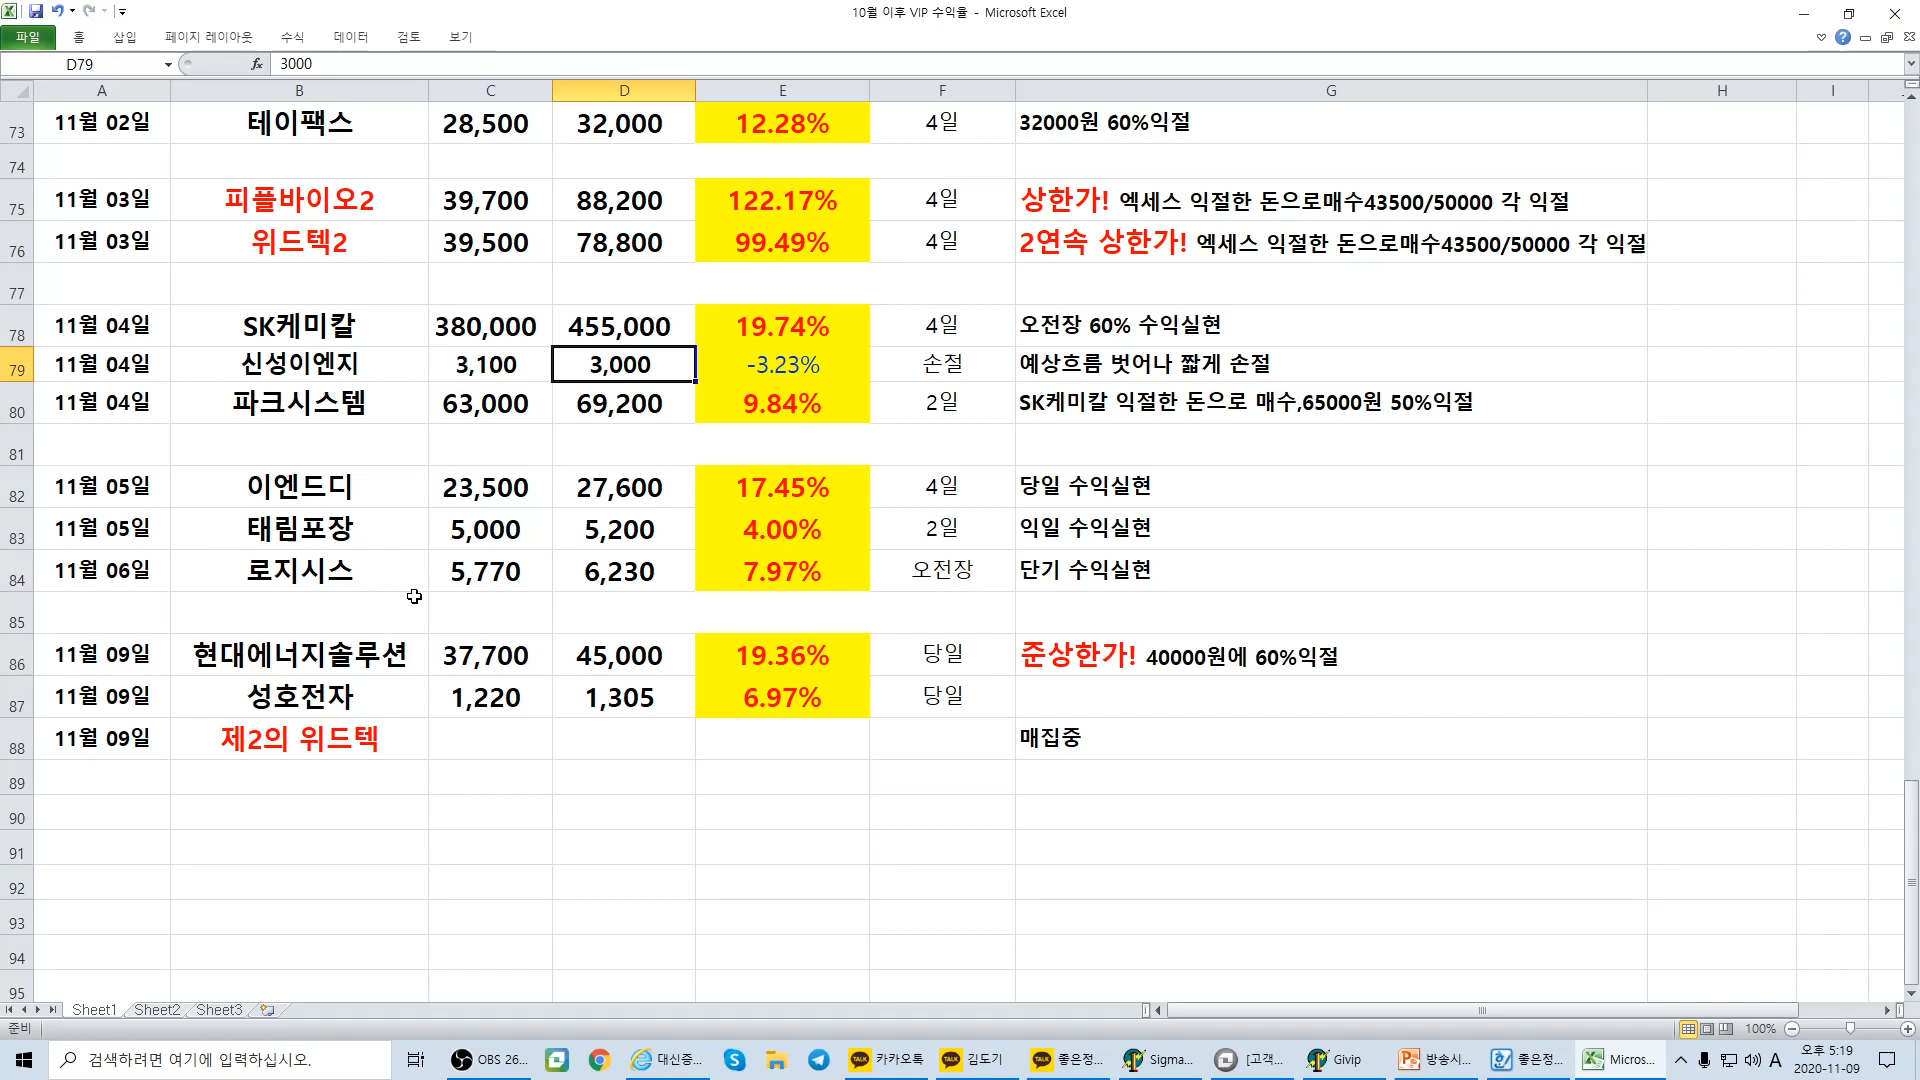 10월 이후 VIP 수익율 - Microsoft Excel
파일 홈 삽입 페이지 레이아웃 수식 데이터 검토 보기
D79 fx 3000
A B C D E F G H I
73 11월 02일 테이팩스 28,500 32,000 12.28% 4일 32000원 60%익절
74
75 11월 03일 피플바이오2 39,700 88,200 122.17% 4일 상한가! 엑세스 익절한 돈으로매수43500/50000 각 익절
76 11월 03일 위드텍2 39,500 78,800 99.49% 4일 2연속 상한가! 엑세스 익절한 돈으로매수43500/50000 각 익절
77
78 11월 04일 SK케미칼 380,000 455,000 19.74% 4일 오전장 60% 수익실현
79 11월 04일 신성이엔지 3,100 3,000 -3.23% 손절 예상흐름 벗어나 짧게 손절
80 11월 04일 파크시스템 63,000 69,200 9.84% 2일 SK케미칼 익절한 돈으로 매수,65000원 50%익절
81
82 11월 05일 이엔드디 23,500 27,600 17.45% 4일 당일 수익실현
83 11월 05일 태림포장 5,000 5,200 4.00% 2일 익일 수익실현
84 11월 06일 로지시스 5,770 6,230 7.97% 오전장 단기 수익실현
85
86 11월 09일 현대에너지솔루션 37,700 45,000 19.36% 당일 준상한가! 40000원에 60%익절
87 11월 09일 성호전자 1,220 1,305 6.97% 당일
88 11월 09일 제2의 위드텍 매집중
89
90
91
92
93
94
95
Sheet1 Sheet2 Sheet3
준비 100%
검색하려면 여기에 입력하십시오. OBS 26... 대신증... 카카오톡 김도기 좋은정... Sigma... [고객... Givip 방송시... 좋은정... Micros... A 오후 5:19
2020-11-09